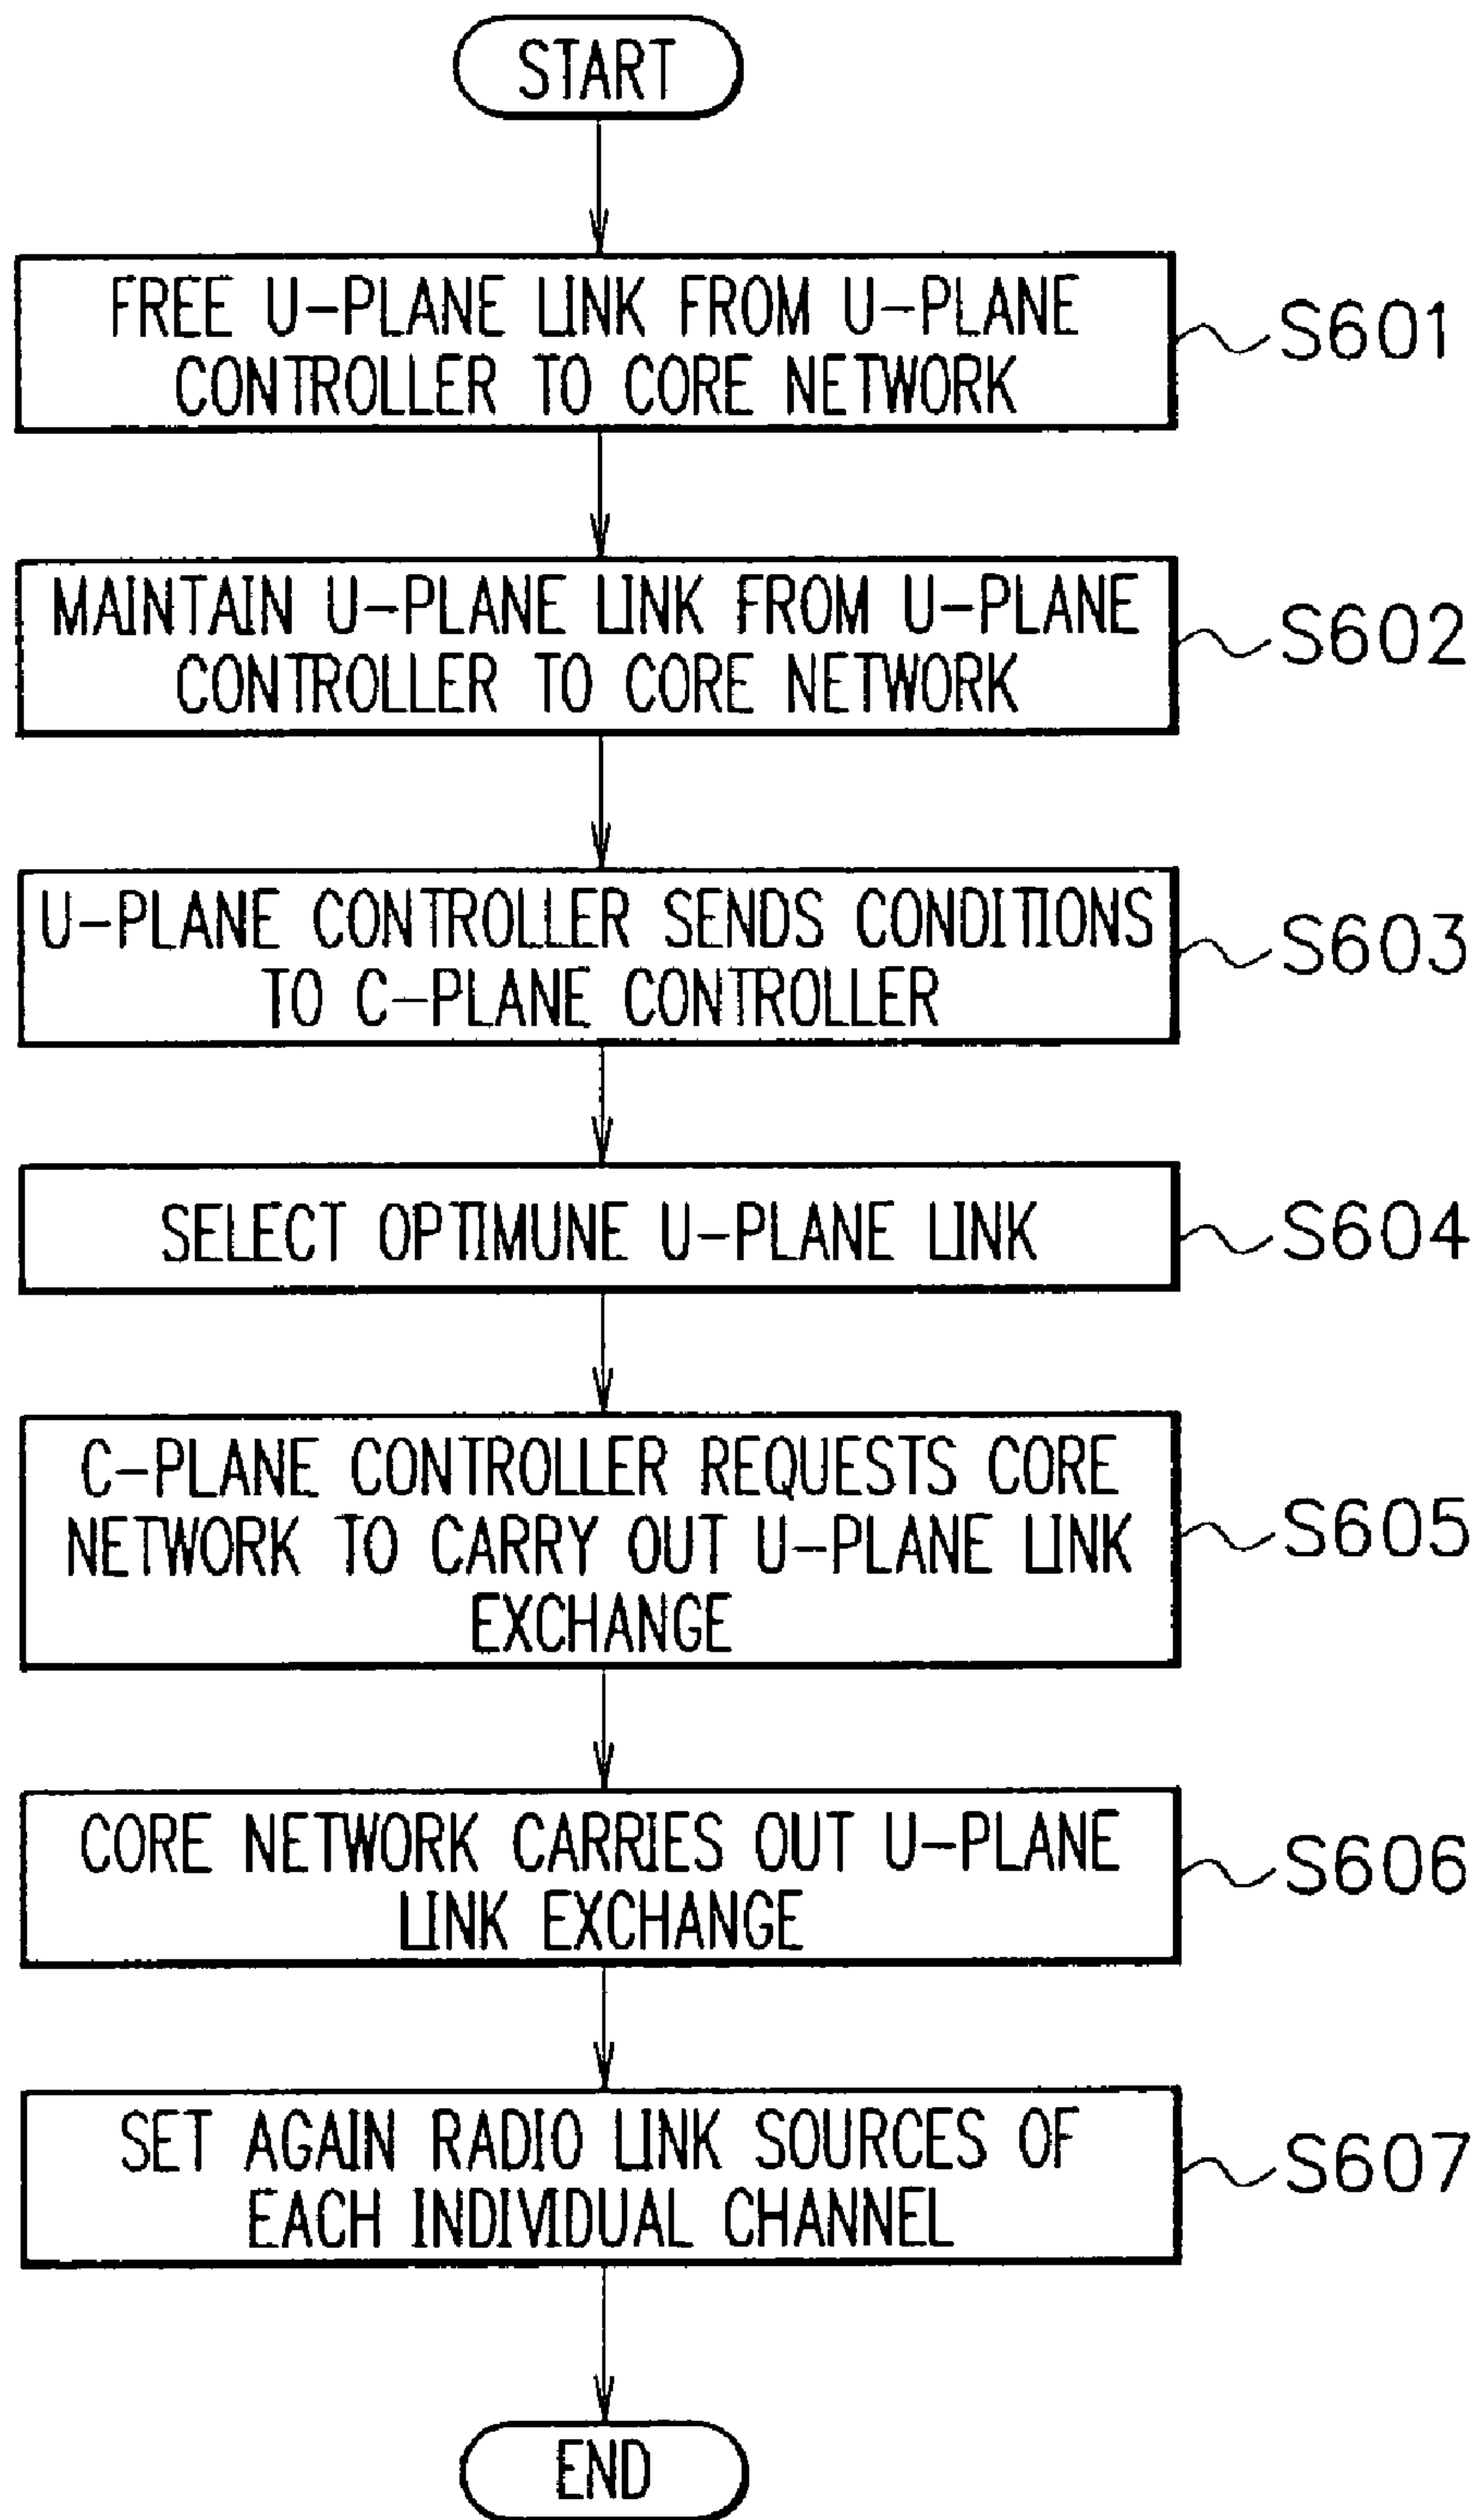 START
FREE U-PLANE LINK FROM U-PLANE
CONTROLLER TO CORE NETWORK
S601
MAINTAIN U-PLANE LINK FROM U-PLANE
CONTROLLER TO CORE NETWORK
S602
U-PLANE CONTROLLER SENDS CONDITIONS
TO C-PLANE CONTROLLER
S603
SELECT OPTIMUNE U-PLANE LINK
S604
C-PLANE CONTROLLER REQUESTS CORE
NETWORK TO CARRY OUT U-PLANE LINK
EXCHANGE
S605
CORE NETWORK CARRIES OUT U-PLANE
LINK EXCHANGE
S606
SET AGAIN RADIO LINK SOURCES OF
EACH INDIVIDUAL CHANNEL
S607
END